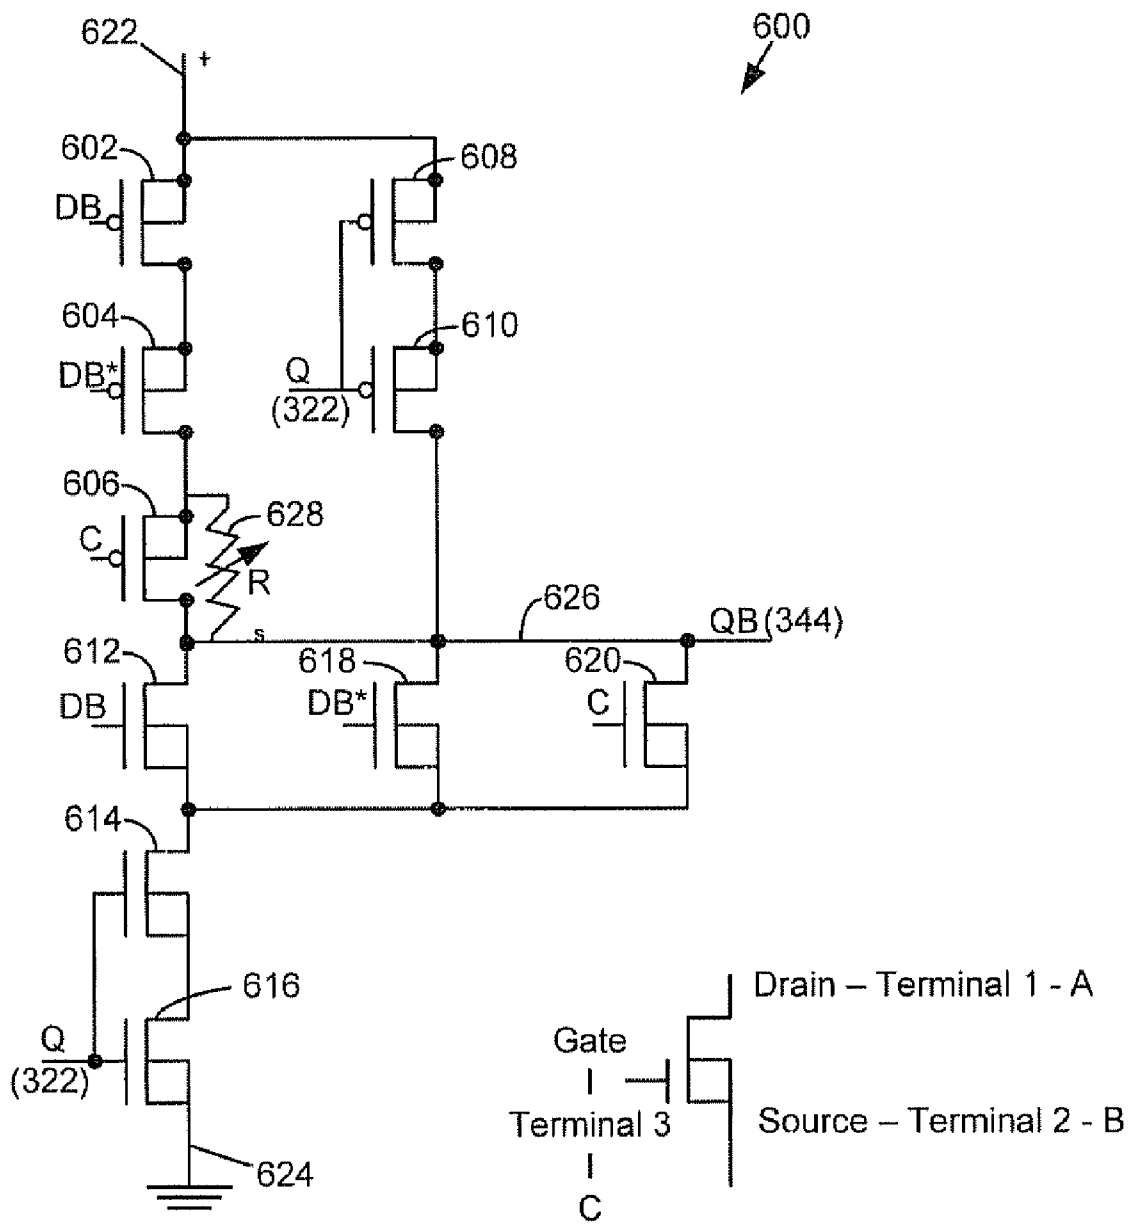 600
622
+
602
608
DB
604
610
DB*
Q
(322)
606
628
C
R
626
s
QB (344)
612
618
620
DB
DB*
C
614
616
Q
(322)
624
Drain – Terminal 1 - A
Gate
Terminal 3
C
Source – Terminal 2 - B